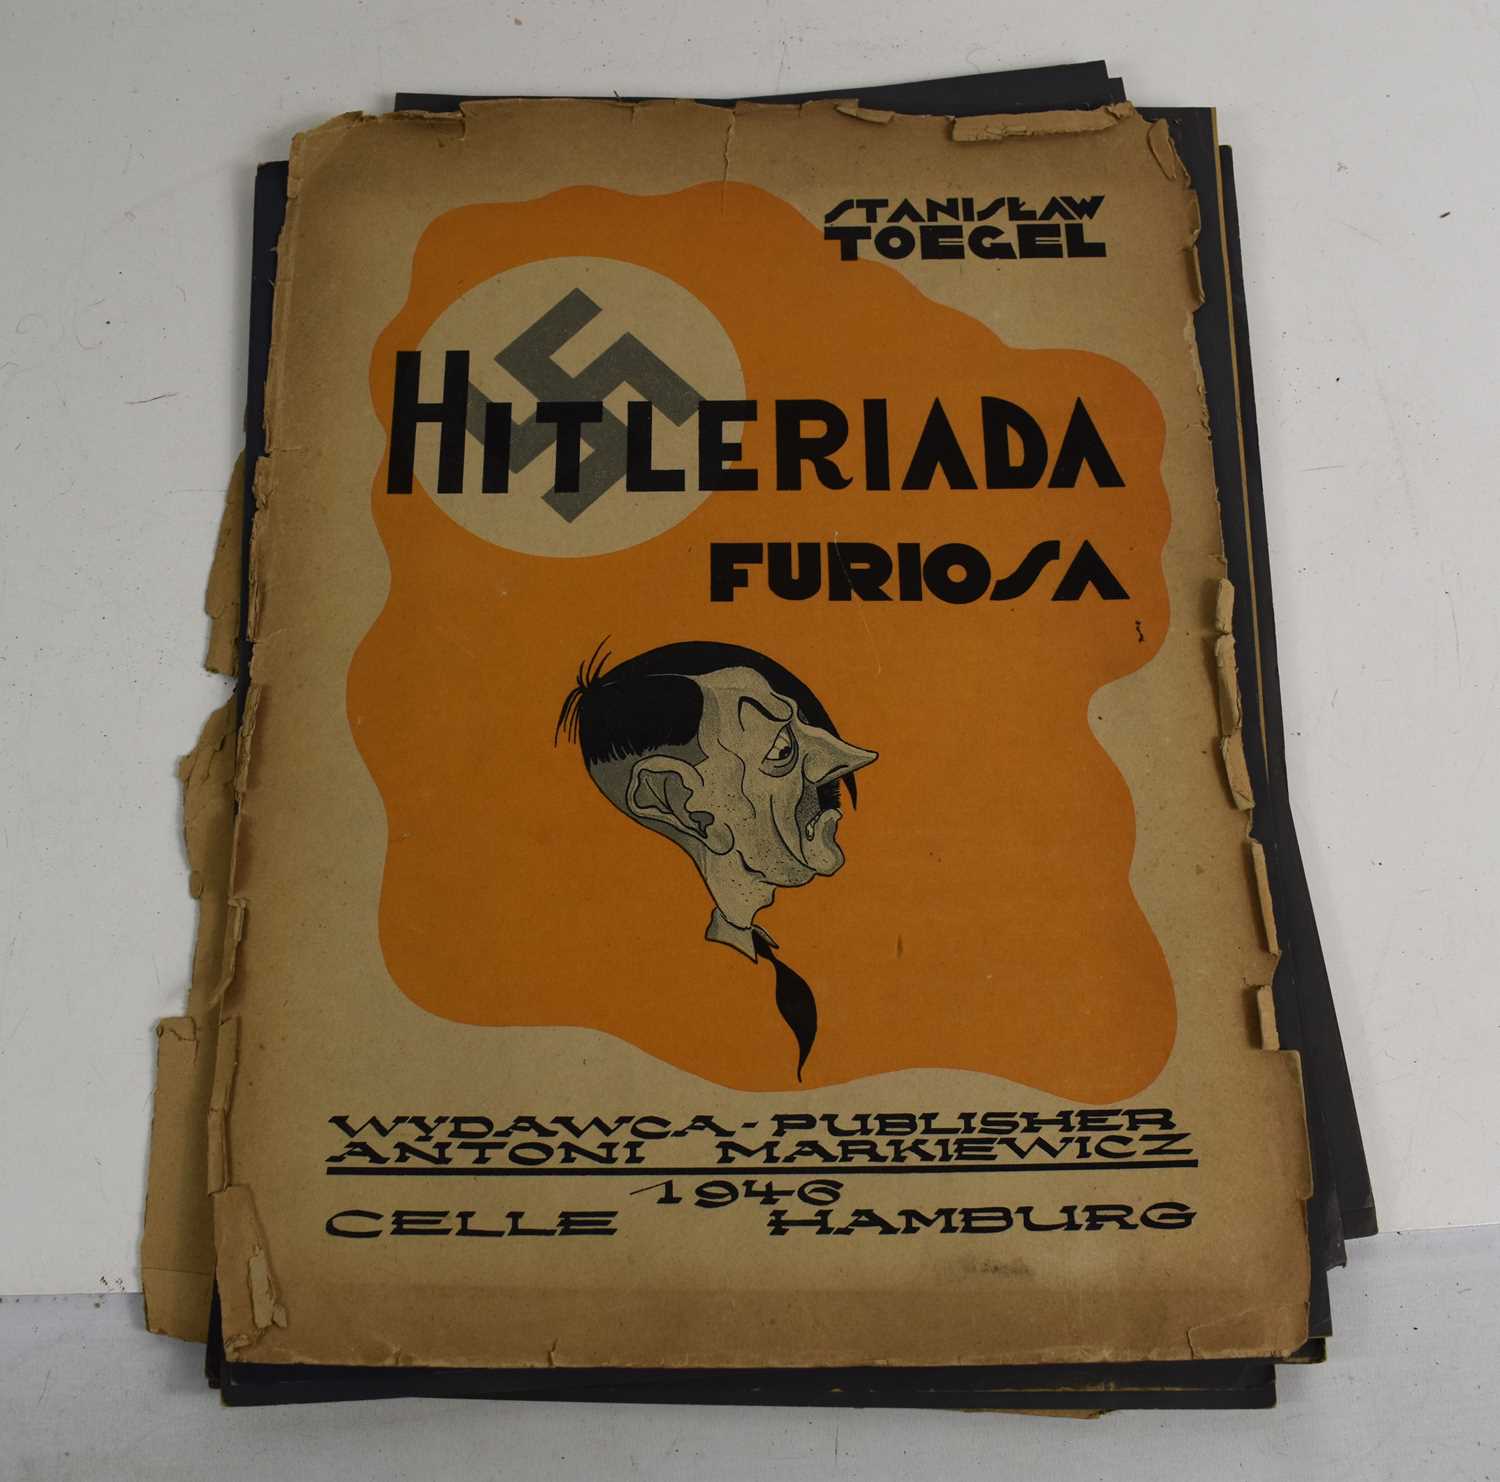 STANISŁAW
TOEGEL
HITLERIADA
FURIOSA
WYDAWCA-PUBLISHER
ANTONI MARKIEWICZ
1946
CELLE HAMBURG